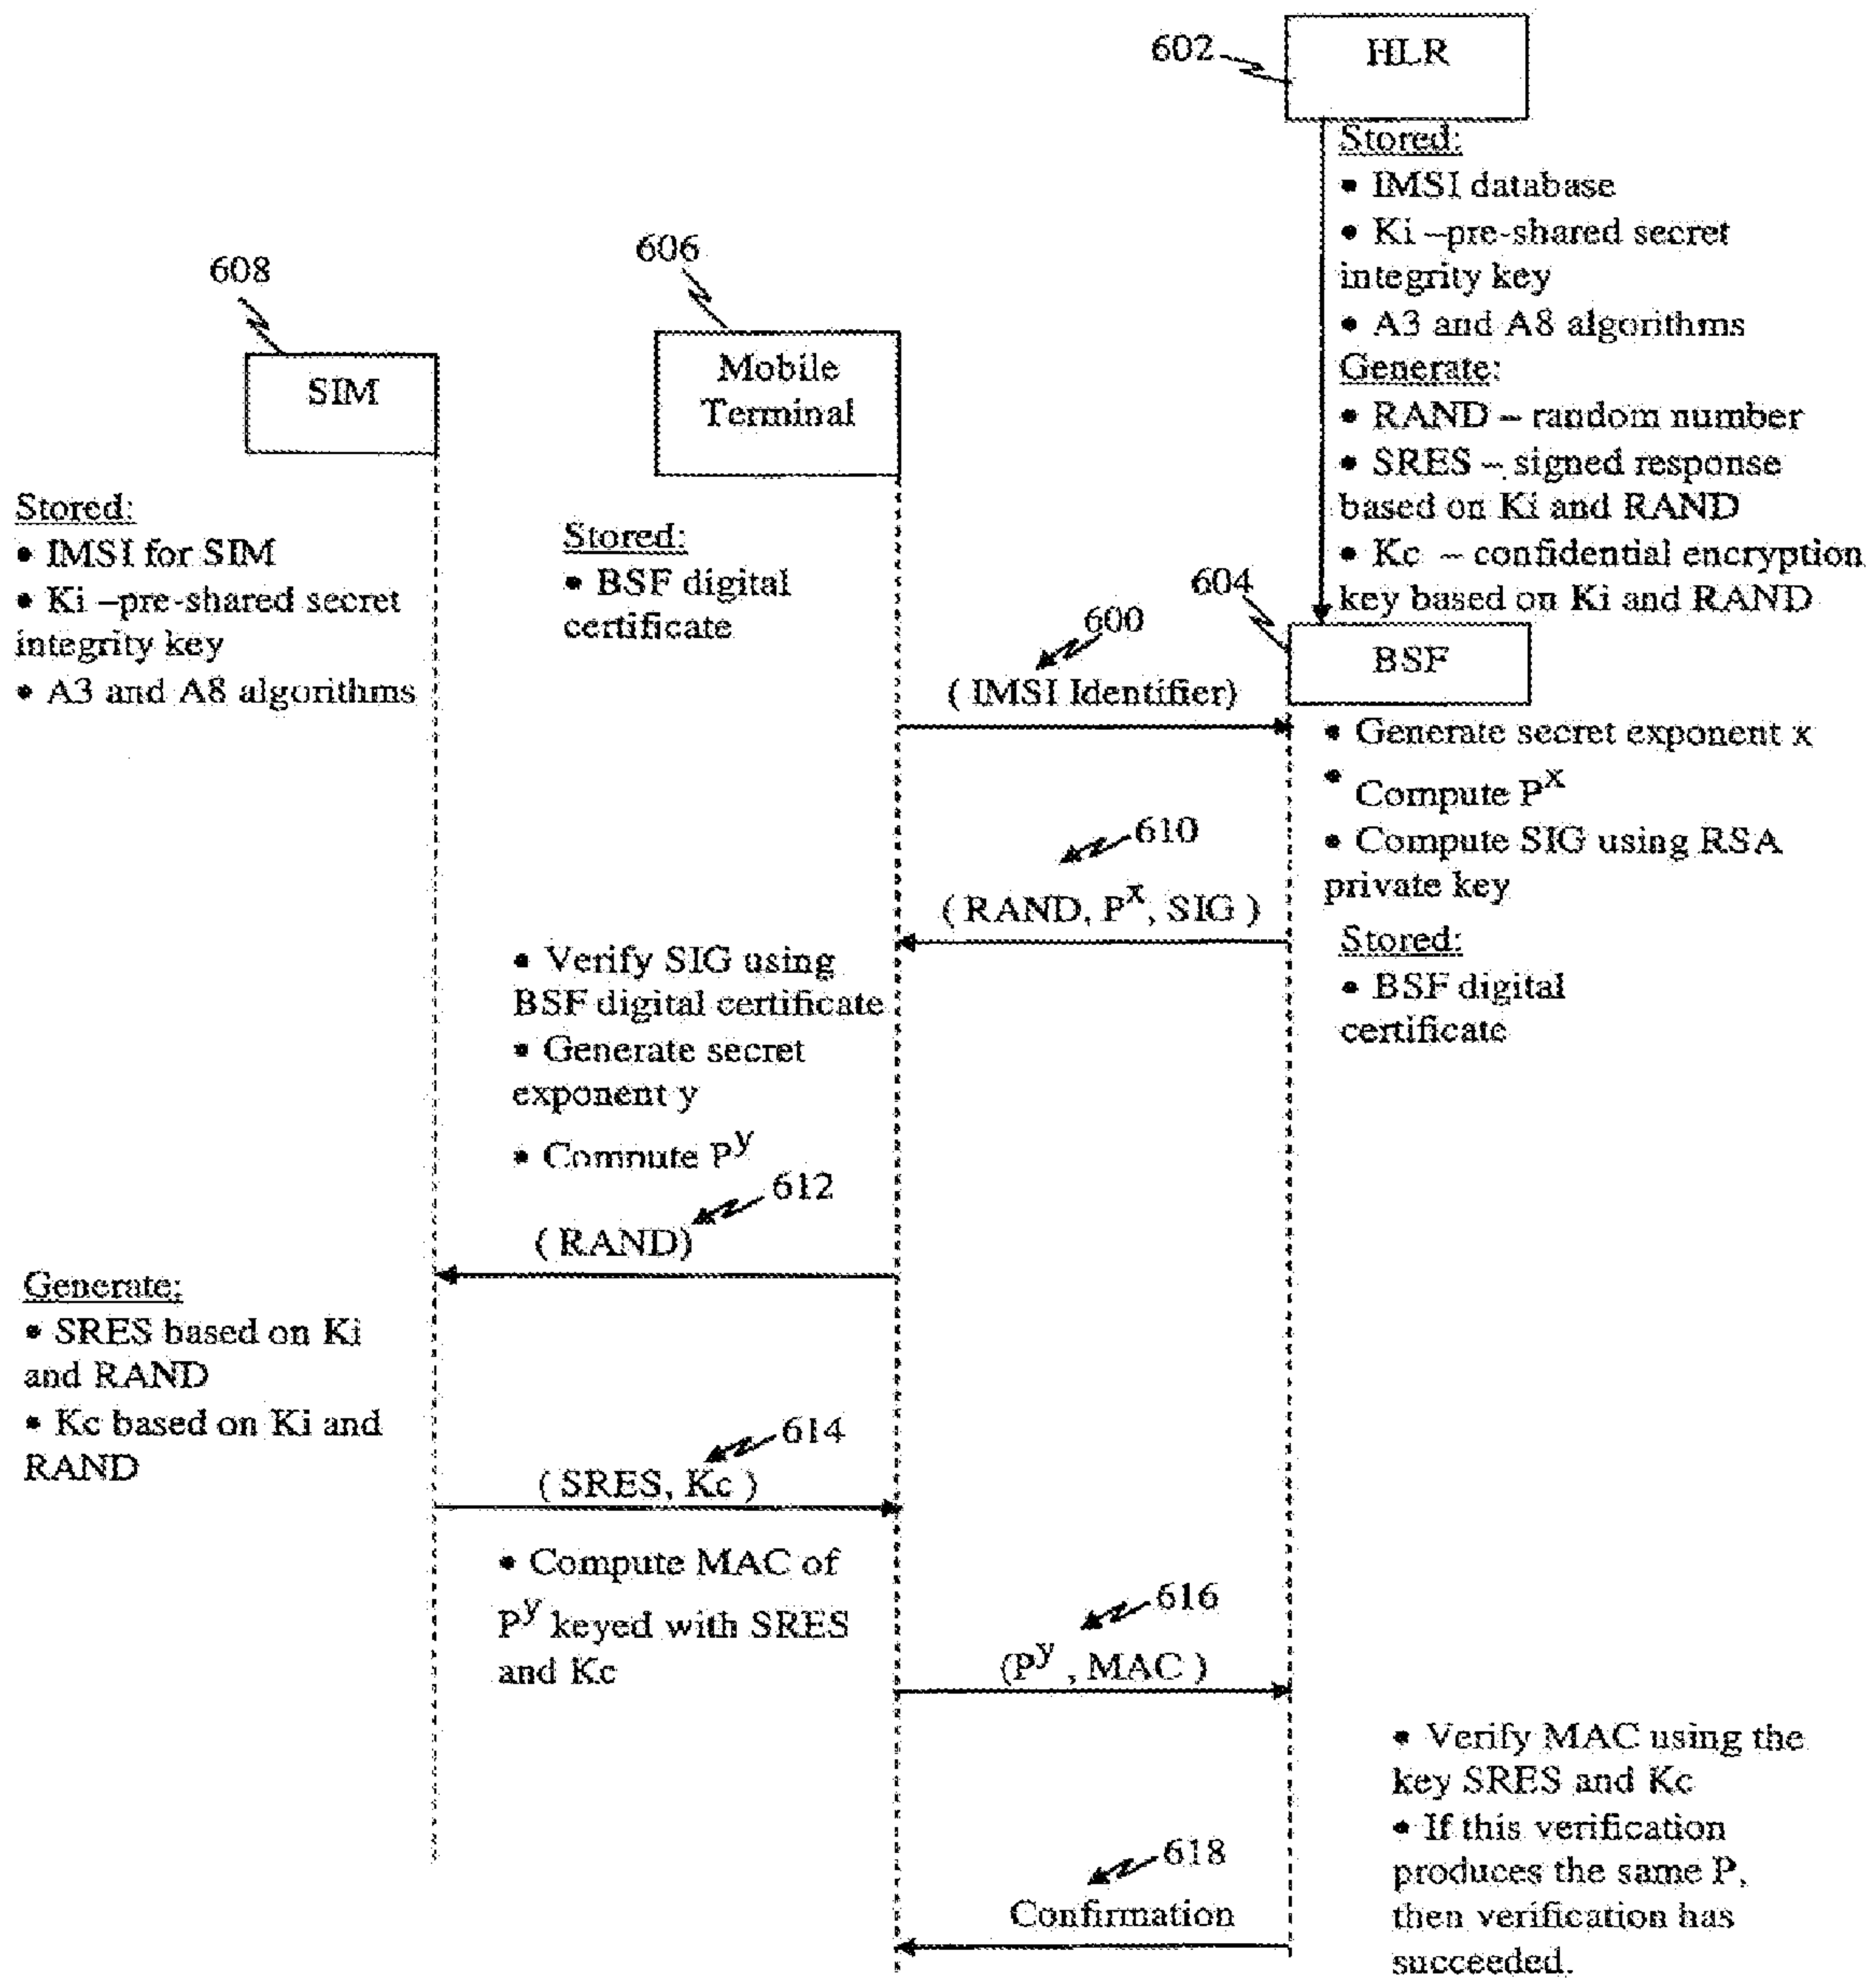 602
HLR
Stored:
• IMSI database
• Ki –pre-shared secret
integrity key
• A3 and A8 algorithms
Generate:
• RAND – random number
• SRES – signed response
based on Ki and RAND
• Kc – confidential encryption
key based on Ki and RAND
608
SIM
Stored:
• IMSI for SIM
• Ki –pre-shared secret
integrity key
• A3 and A8 algorithms
606
Mobile
Terminal
Stored:
• BSF digital
certificate
604
BSF
600
( IMSI Identifier)
• Generate secret exponent x
• Compute P^x
• Compute SIG using RSA
private key
Stored:
• BSF digital
certificate
610
( RAND, P^x, SIG )
• Verify SIG using
BSF digital certificate
• Generate secret
exponent y
• Compute P^y
612
( RAND)
Generate:
• SRES based on Ki
and RAND
• Kc based on Ki and
RAND
614
( SRES, Kc )
• Compute MAC of
P^y keyed with SRES
and Kc
616
(P^y , MAC )
• Verify MAC using the
key SRES and Kc
• If this verification
produces the same P,
then verification has
succeeded.
618
Confirmation